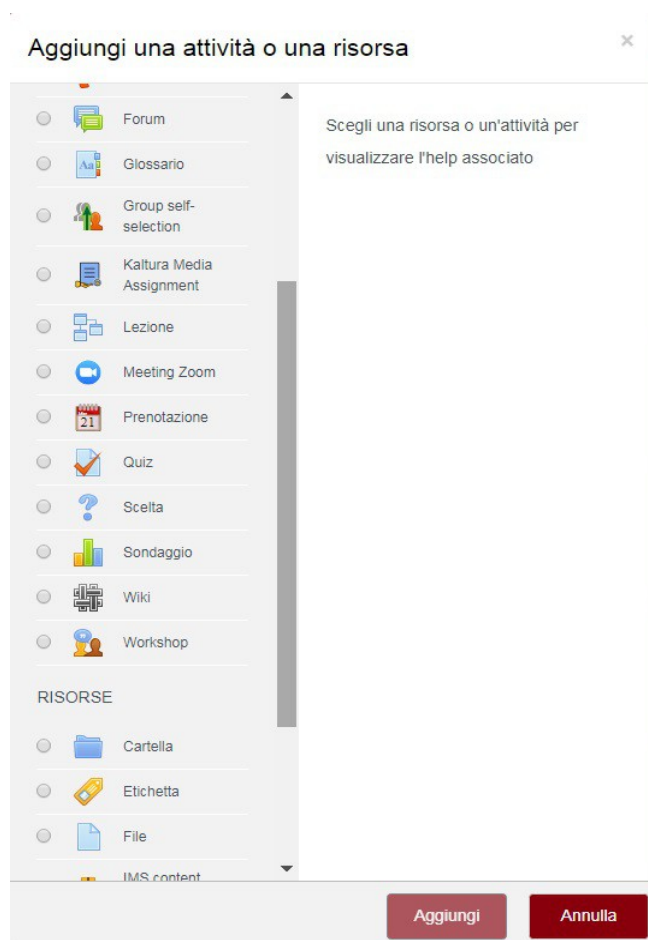 Aggiungi una attività o una risorsa
×
Forum
Scegli una risorsa o un'attività per
visualizzare l'help associato
Aa
Glossario
Group self-
selection
Kaltura Media
Assignment
Lezione
Meeting Zoom
21
Prenotazione
Quiz
?
Scelta
Sondaggio
Wiki
Workshop
RISORSE
Cartella
Etichetta
File
IMS content
Aggiungi
Annulla